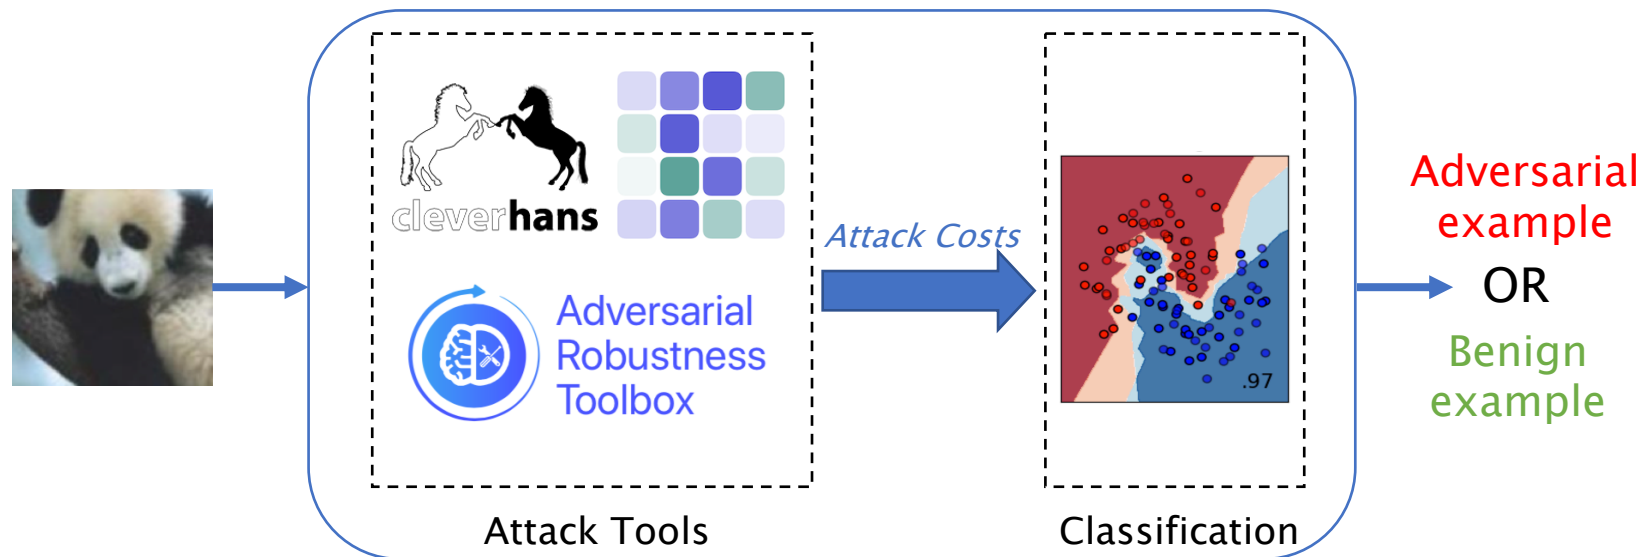 cleverhans
Adversarial
Robustness
Toolbox
Attack Tools
Attack Costs
.97
Classification
Adversarial
example
OR
Benign
example